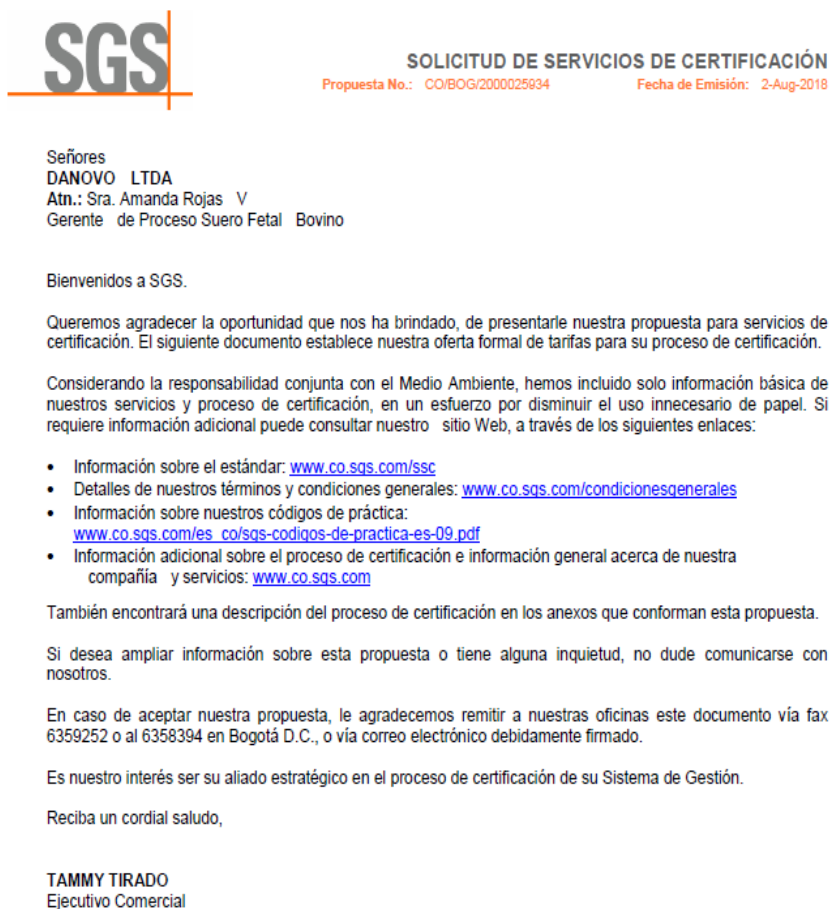 SGS
SOLICITUD DE SERVICIOS DE CERTIFICACIÓN
Propuesta No.: CO/BOG/2000025934 Fecha de Emisión: 2-Aug-2018
Señores
DANOVO LTDA
Atn.: Sra. Amanda Rojas V
Gerente de Proceso Suero Fetal Bovino
Bienvenidos a SGS.
Queremos agradecer la oportunidad que nos ha brindado, de presentarle nuestra propuesta para servicios de
certificación. El siguiente documento establece nuestra oferta formal de tarifas para su proceso de certificación.
Considerando la responsabilidad conjunta con el Medio Ambiente, hemos incluido solo información básica de
nuestros servicios y proceso de certificación, en un esfuerzo por disminuir el uso innecesario de papel. Si
requiere información adicional puede consultar nuestro sitio Web, a través de los siguientes enlaces:
• Información sobre el estándar: www.co.sgs.com/ssc
• Detalles de nuestros términos y condiciones generales: www.co.sgs.com/condicionesgenerales
• Información sobre nuestros códigos de práctica:
www.co.sgs.com/es_co/sgs-codigos-de-practica-es-09.pdf
• Información adicional sobre el proceso de certificación e información general acerca de nuestra
compañía y servicios: www.co.sgs.com
También encontrará una descripción del proceso de certificación en los anexos que conforman esta propuesta.
Si desea ampliar información sobre esta propuesta o tiene alguna inquietud, no dude comunicarse con
nosotros.
En caso de aceptar nuestra propuesta, le agradecemos remitir a nuestras oficinas este documento vía fax
6359252 o al 6358394 en Bogotá D.C., o vía correo electrónico debidamente firmado.
Es nuestro interés ser su aliado estratégico en el proceso de certificación de su Sistema de Gestión.
Reciba un cordial saludo,
TAMMY TIRADO
Ejecutivo Comercial